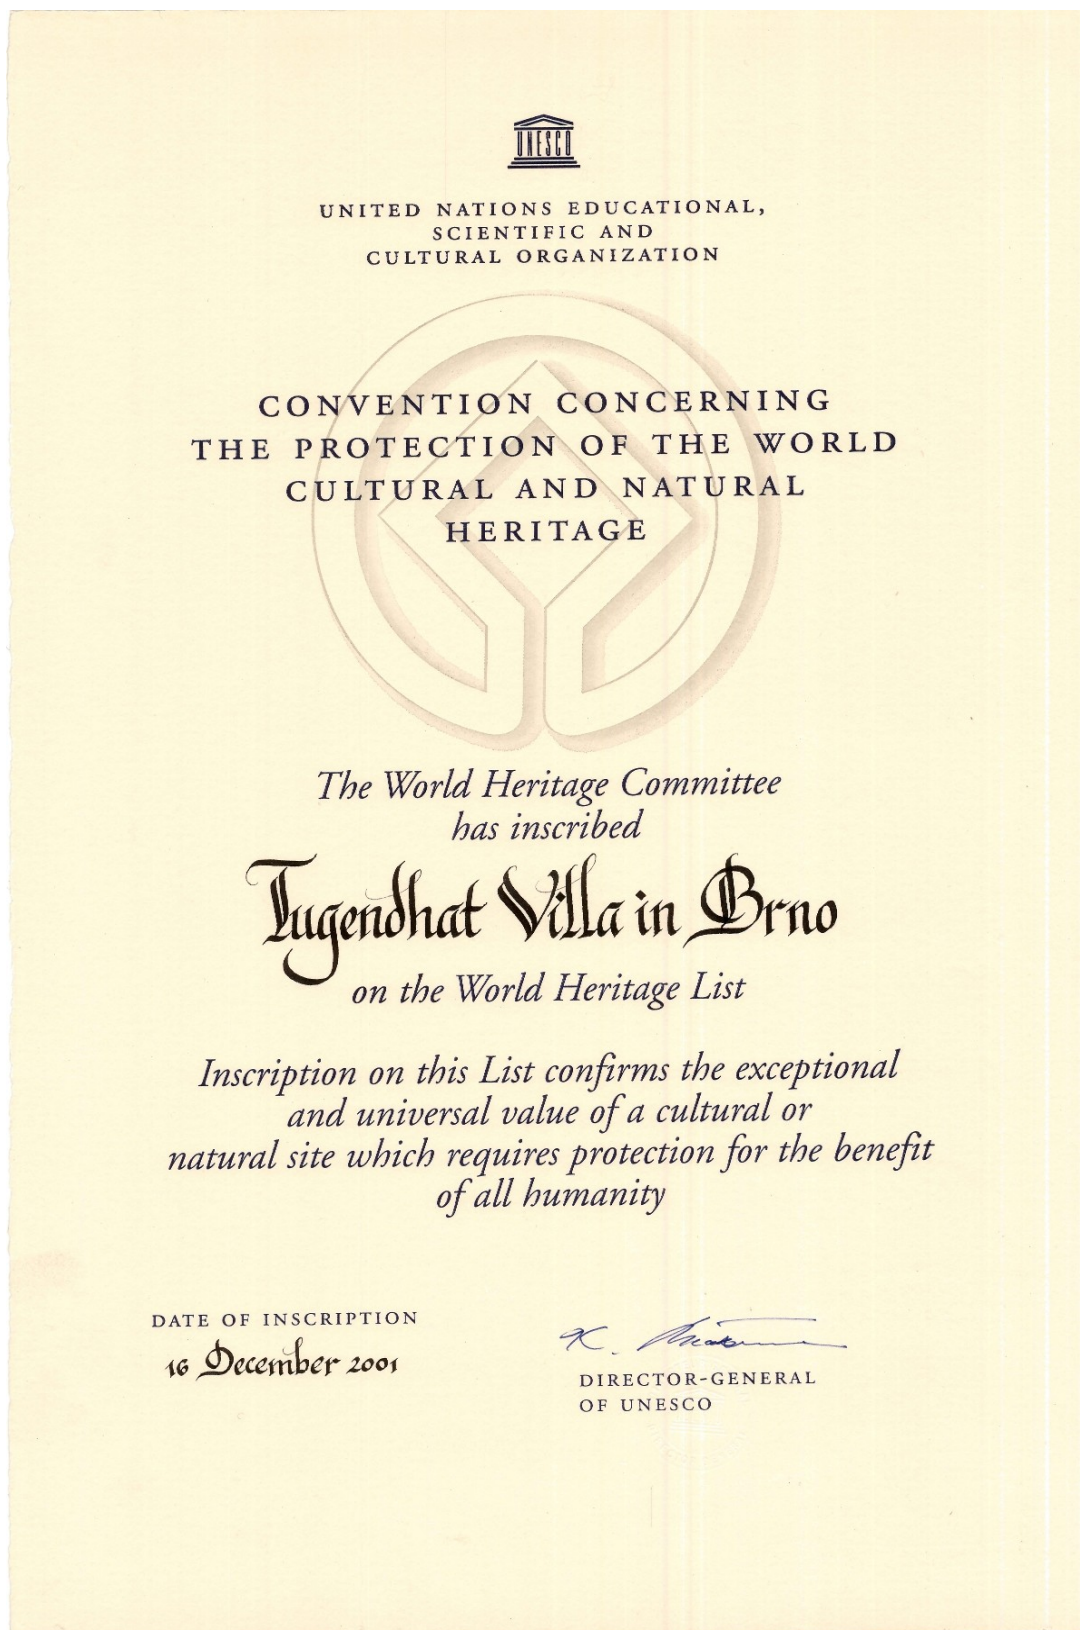 UNESCO
UNITED NATIONS EDUCATIONAL,
SCIENTIFIC AND
CULTURAL ORGANIZATION
CONVENTION CONCERNING
THE PROTECTION OF THE WORLD
CULTURAL AND NATURAL
HERITAGE
The World Heritage Committee
has inscribed
Tugendhat Villa in Brno
on the World Heritage List
Inscription on this List confirms the exceptional
and universal value of a cultural or
natural site which requires protection for the benefit
of all humanity
DATE OF INSCRIPTION
16 December 2001
K.
DIRECTOR-GENERAL
OF UNESCO